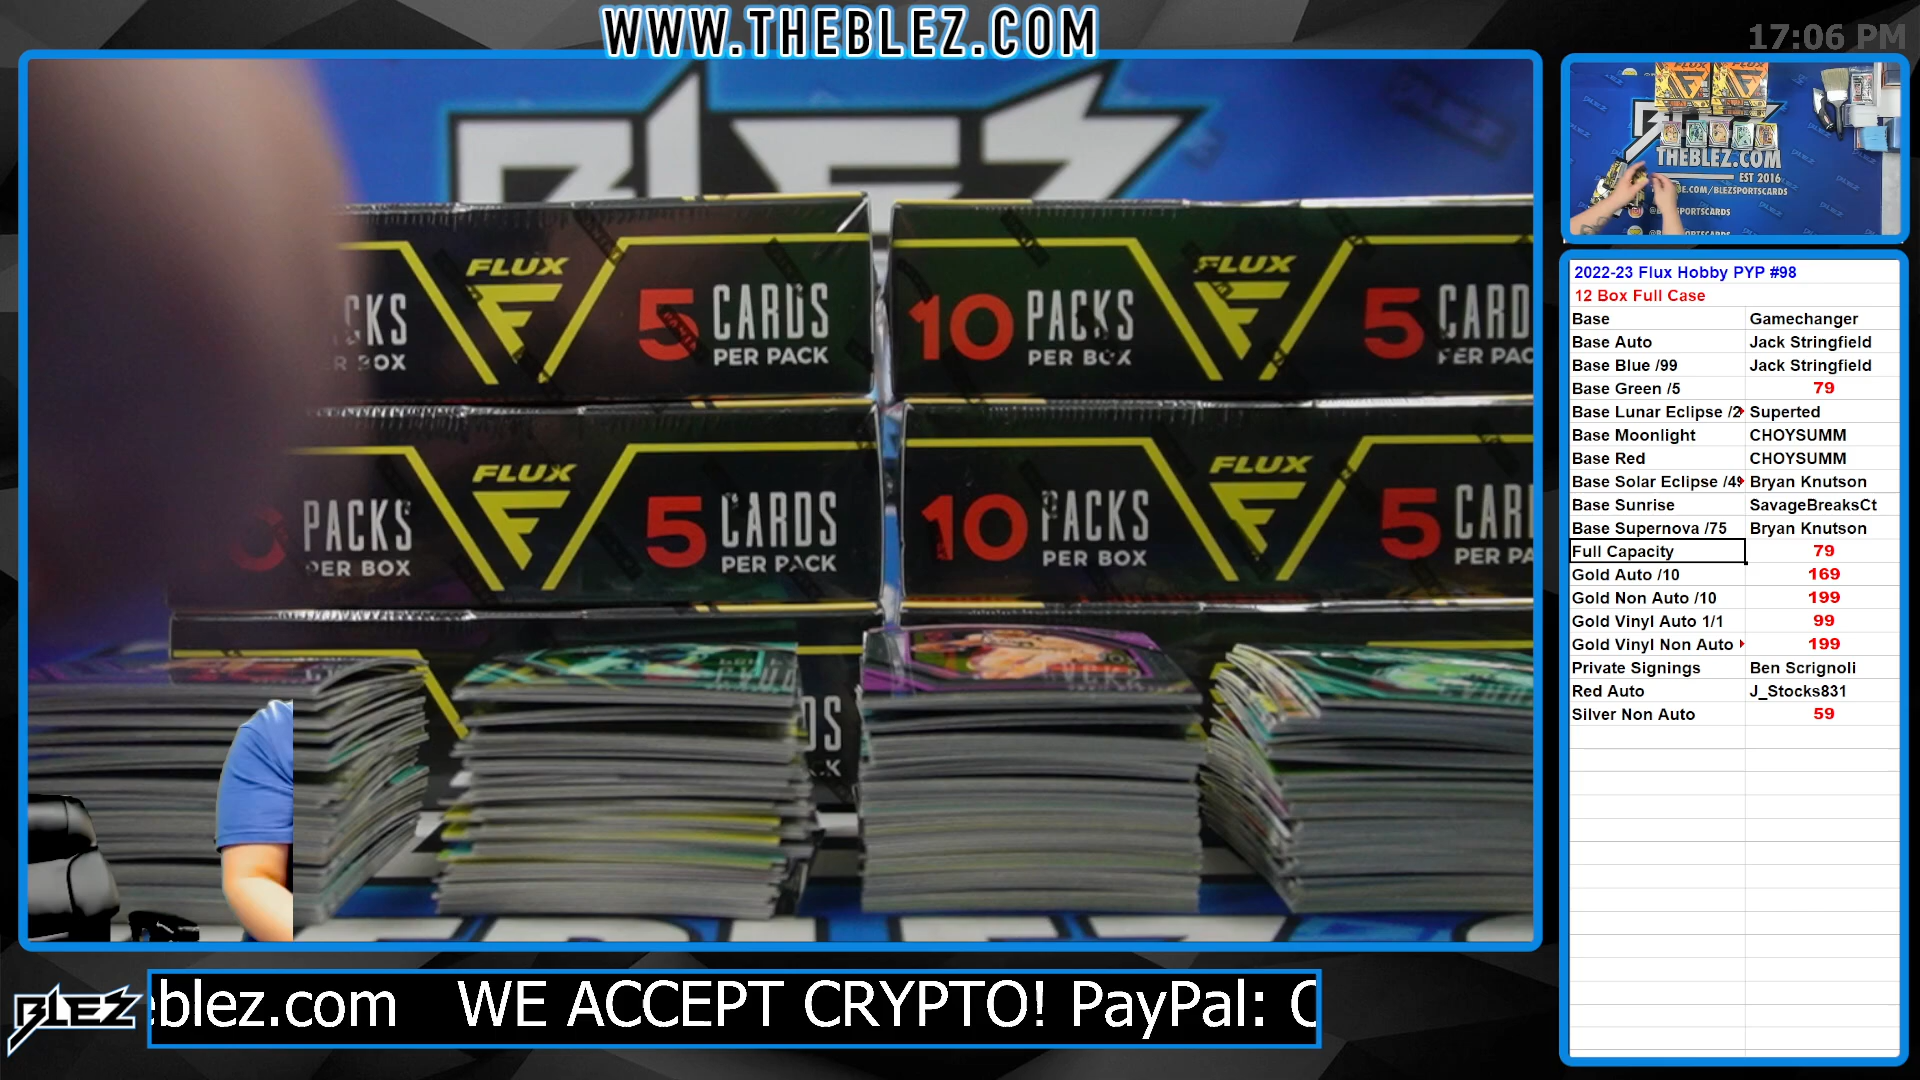 WWW.THEBLEZ.COM
17:06 PM
BLEZ
FLUX
5 CARDS
PER PACK
10 PACKS
PER BOX
FLUX
5
PACKS
PER BOX
FLUX
5 CARDS
PER PACK
10 PACKS
PER BOX
FLUX
5
FLUX
THEBLEZ.COM
EST 2016
2022-23 Flux Hobby PYP #98
12 Box Full Case
Base Gamechanger
Base Auto Jack Stringfield
Base Blue /99 Jack Stringfield
Base Green /5 79
Base Lunar Eclipse /2 Superted
Base Moonlight CHOYSUMM
Base Red CHOYSUMM
Base Solar Eclipse /49 Bryan Knutson
Base Sunrise SavageBreaksCt
Base Supernova /75 Bryan Knutson
Full Capacity 79
Gold Auto /10 169
Gold Non Auto /10 199
Gold Vinyl Auto 1/1 99
Gold Vinyl Non Auto 199
Private Signings Ben Scrignoli
Red Auto J_Stocks831
Silver Non Auto 59
BLEZ
blez.com WE ACCEPT CRYPTO! PayPal: